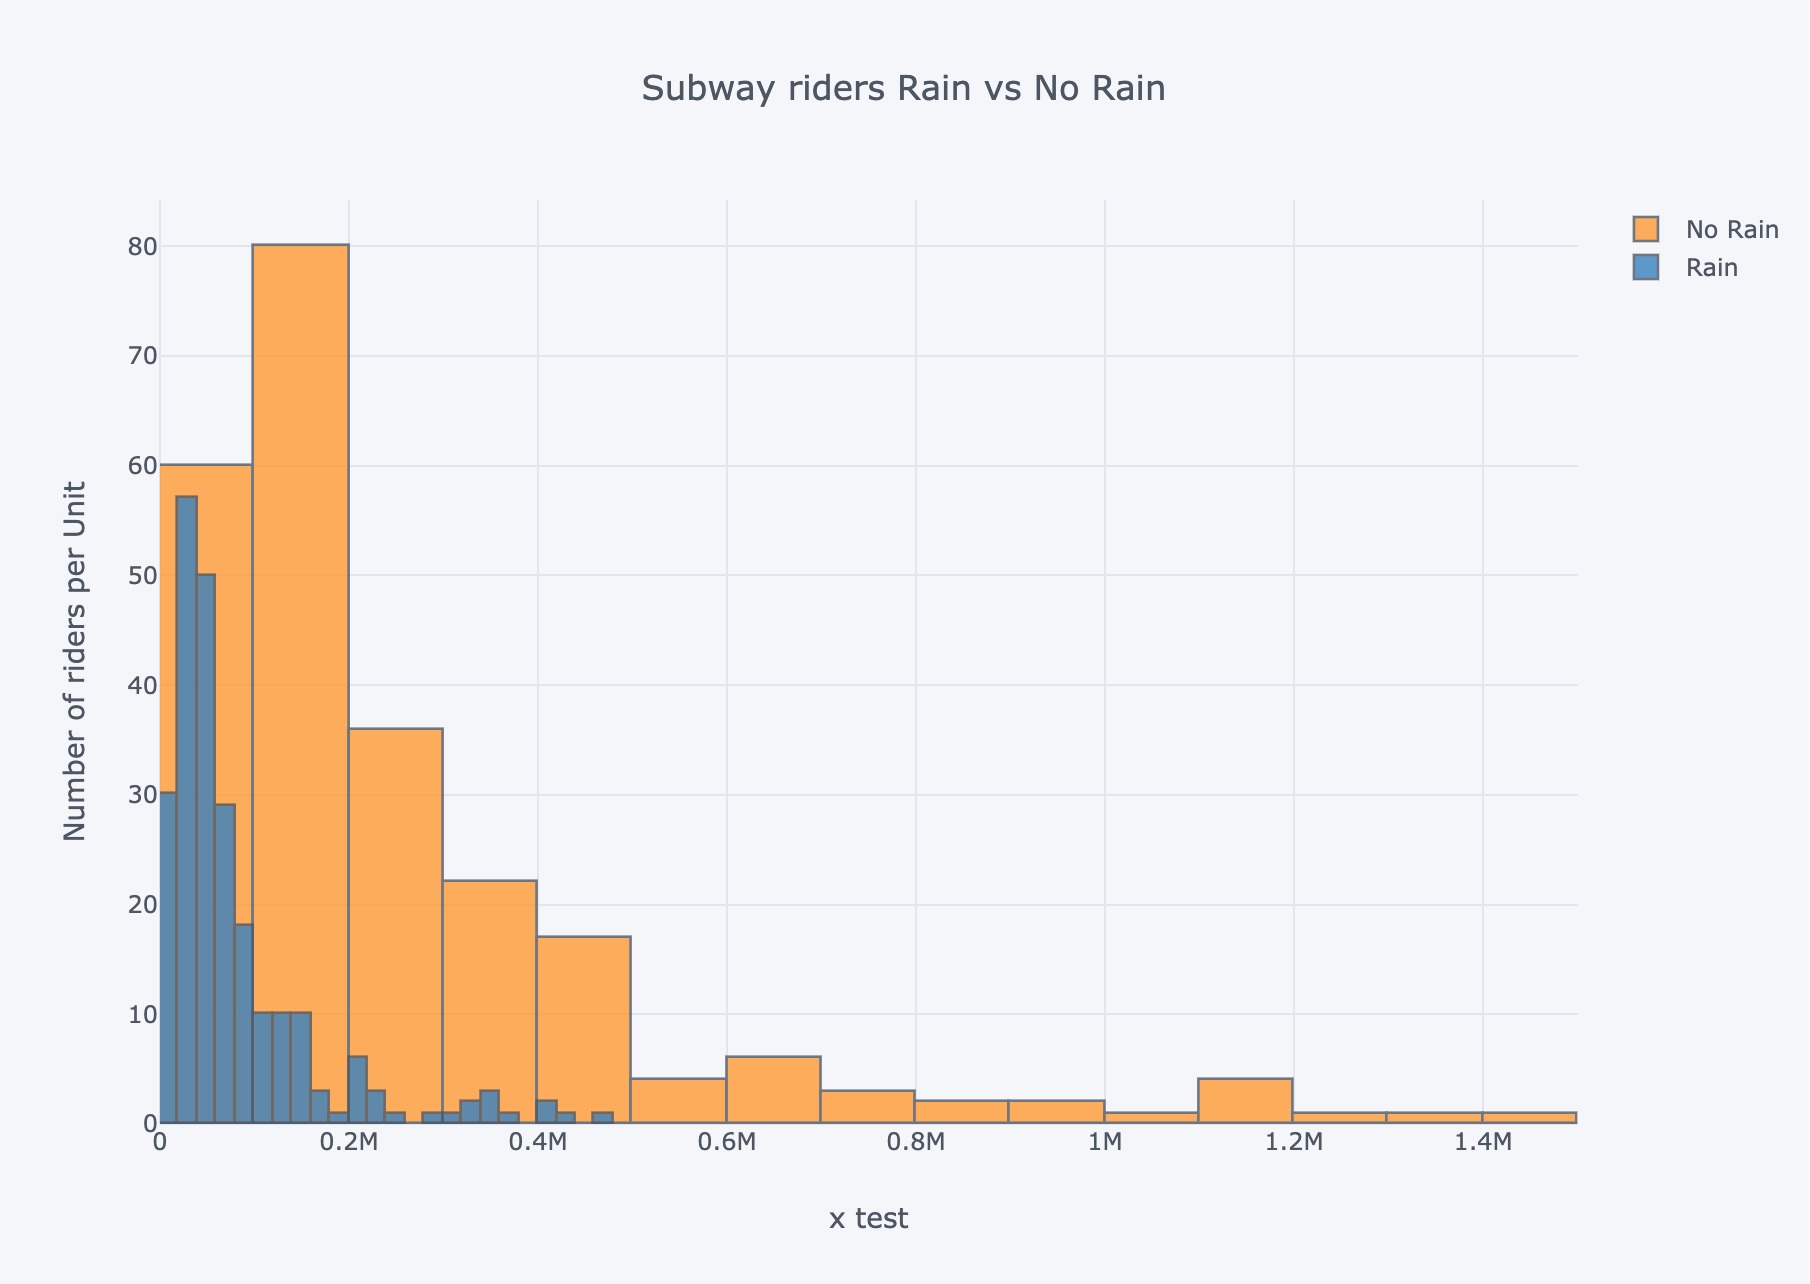 Subway riders Rain vs No Rain
No Rain
Rain
Number of riders per Unit
80
70
60
50
40
30
20
10
0
0 0.2M 0.4M 0.6M 0.8M 1M 1.2M 1.4M
x test